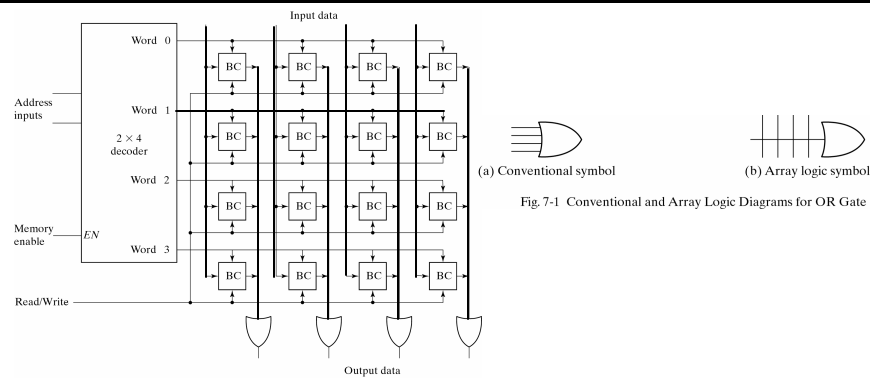 Input data
Word 0
BC BC BC BC
Address
inputs
Word 1
2 × 4
decoder
BC BC BC BC
(a) Conventional symbol
(b) Array logic symbol
Word 2
Fig. 7-1 Conventional and Array Logic Diagrams for OR Gate
BC BC BC BC
Memory
enable
EN
Word 3
BC BC BC BC
Read/Write
Output data